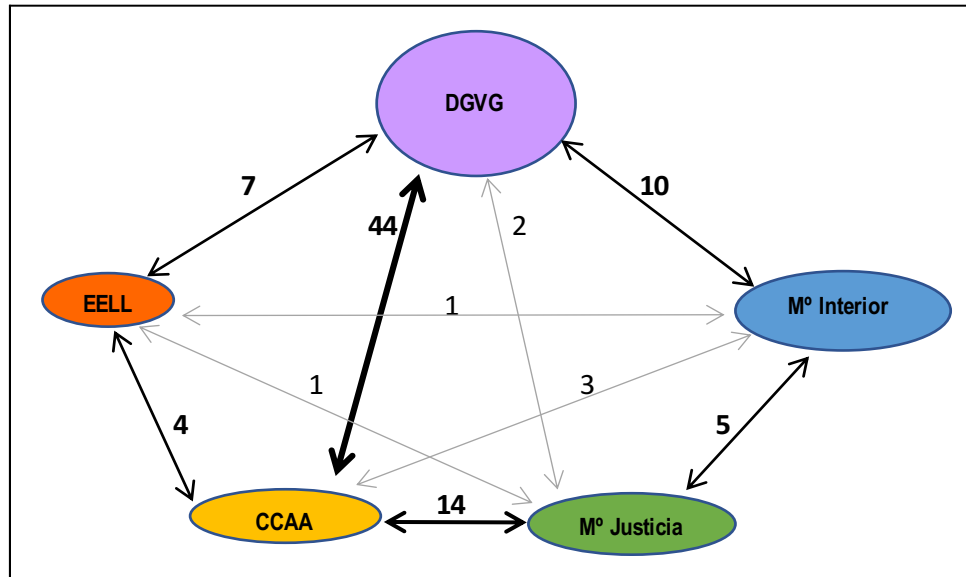 DGVG
7
10
44
2
EELL
1
Mº Interior
1
3
4
5
CCAA
14
Mº Justicia